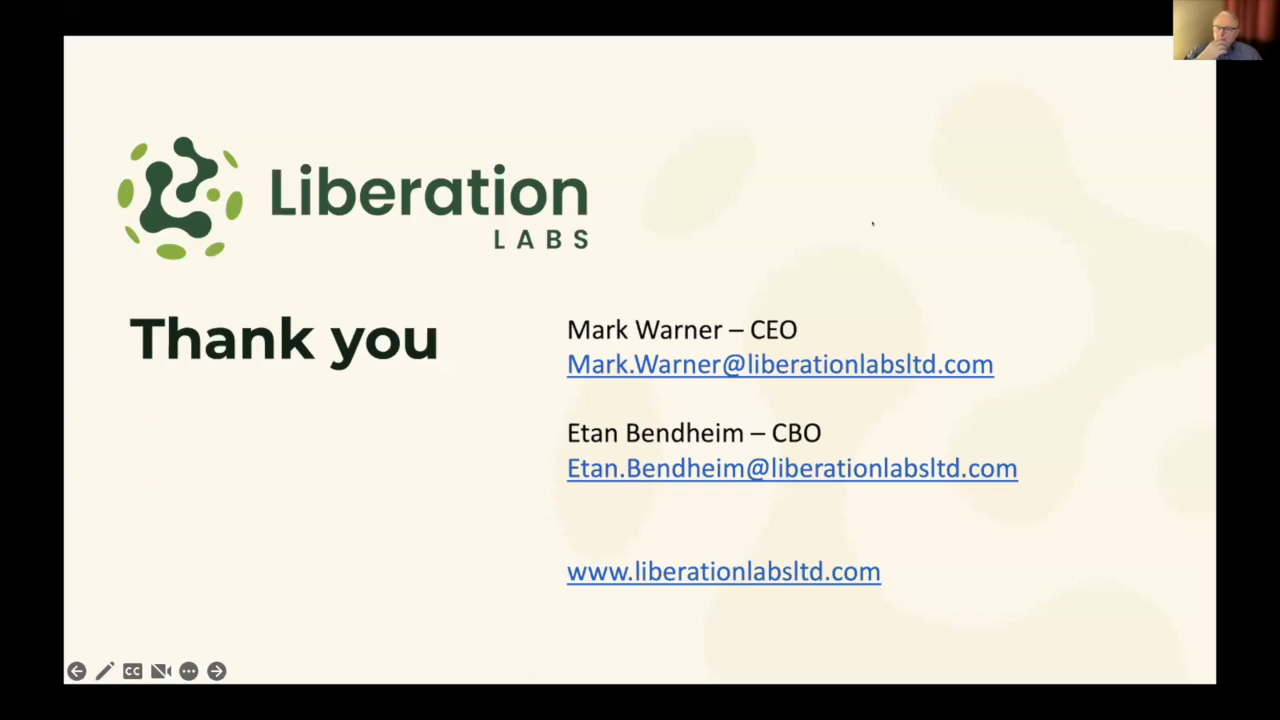 Liberation
LABS
Thank you
Mark Warner – CEO
Mark.Warner@liberationlabsltd.com
Etan Bendheim – CBO
Etan.Bendheim@liberationlabsltd.com
www.liberationlabsltd.com
CC